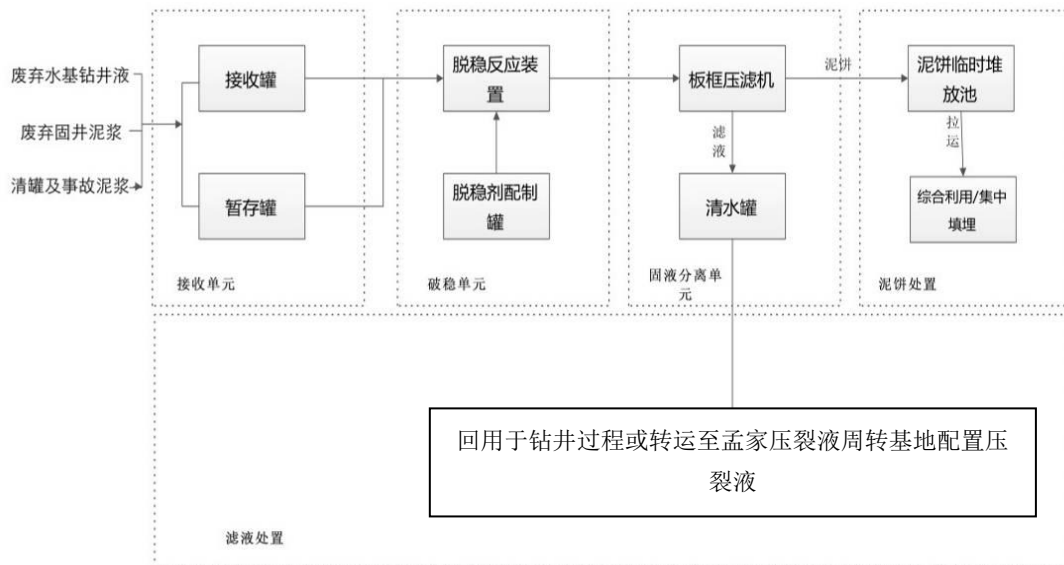 废弃水基钻井液
废弃固井泥浆
清罐及事故泥浆
接收罐
暂存罐
接收单元
脱稳反应装
置
脱稳剂配制
罐
破稳单元
板框压滤机
滤
液
清水罐
固液分离单
元
泥饼
泥饼临时堆
放池
拉
运
综合利用/集中
填埋
泥饼处置
回用于钻井过程或转运至孟家压裂液周转基地配置压
裂液
滤液处置